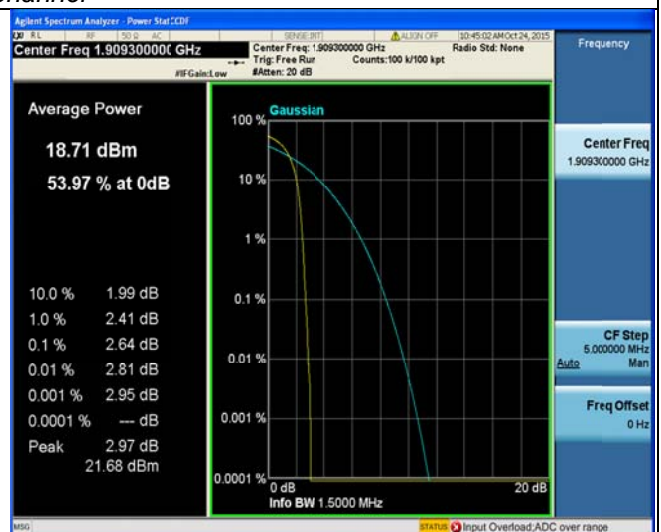 channel
Agilent Spectrum Analyzer - Power Stat CCDF
RL RF 50 Ω AC SENSE:INT ALIGN OFF 10:45:02 AM Oct 24, 2015
Center Freq 1.909300000 GHz
Center Freq: 1.909300000 GHz Radio Std: None
Trig: Free Run Counts:100 k/100 kpt
#IFGain:Low #Atten: 20 dB
Frequency
Average Power
18.71 dBm
53.97 % at 0dB
10.0 % 1.99 dB
1.0 % 2.41 dB
0.1 % 2.64 dB
0.01 % 2.81 dB
0.001 % 2.95 dB
0.0001 % --- dB
Peak 2.97 dB
21.68 dBm
Gaussian
100 %
10 %
1 %
0.1 %
0.01 %
0.001 %
0.0001 %
0 dB 20 dB
Info BW 1.5000 MHz
Center Freq
1.909300000 GHz
CF Step
5.000000 MHz
Auto Man
Freq Offset
0 Hz
MSG STATUS Input Overload;ADC over range